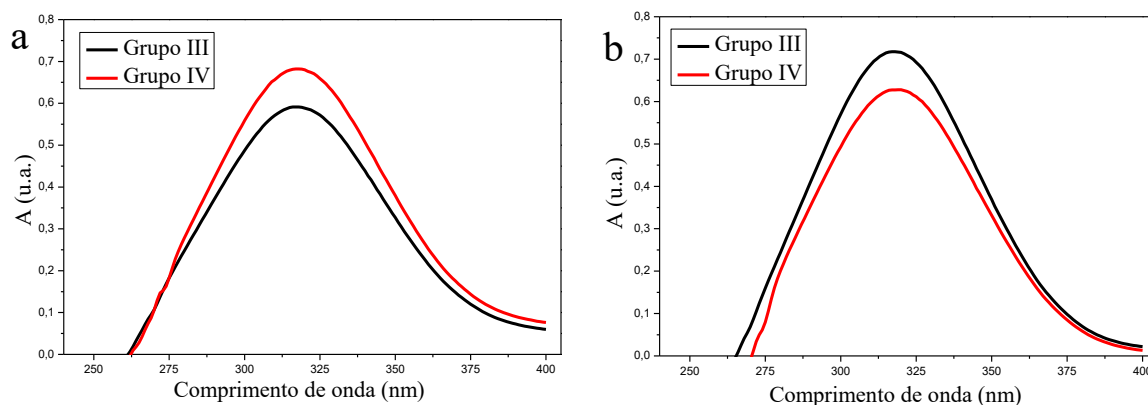 a
Grupo III
Grupo IV
A (u.a.)
0,8
0,7
0,6
0,5
0,4
0,3
0,2
0,1
0,0
250 275 300 325 350 375 400
Comprimento de onda (nm)
b
Grupo III
Grupo IV
A (u.a.)
0,8
0,7
0,6
0,5
0,4
0,3
0,2
0,1
0,0
250 275 300 325 350 375 400
Comprimento de onda (nm)